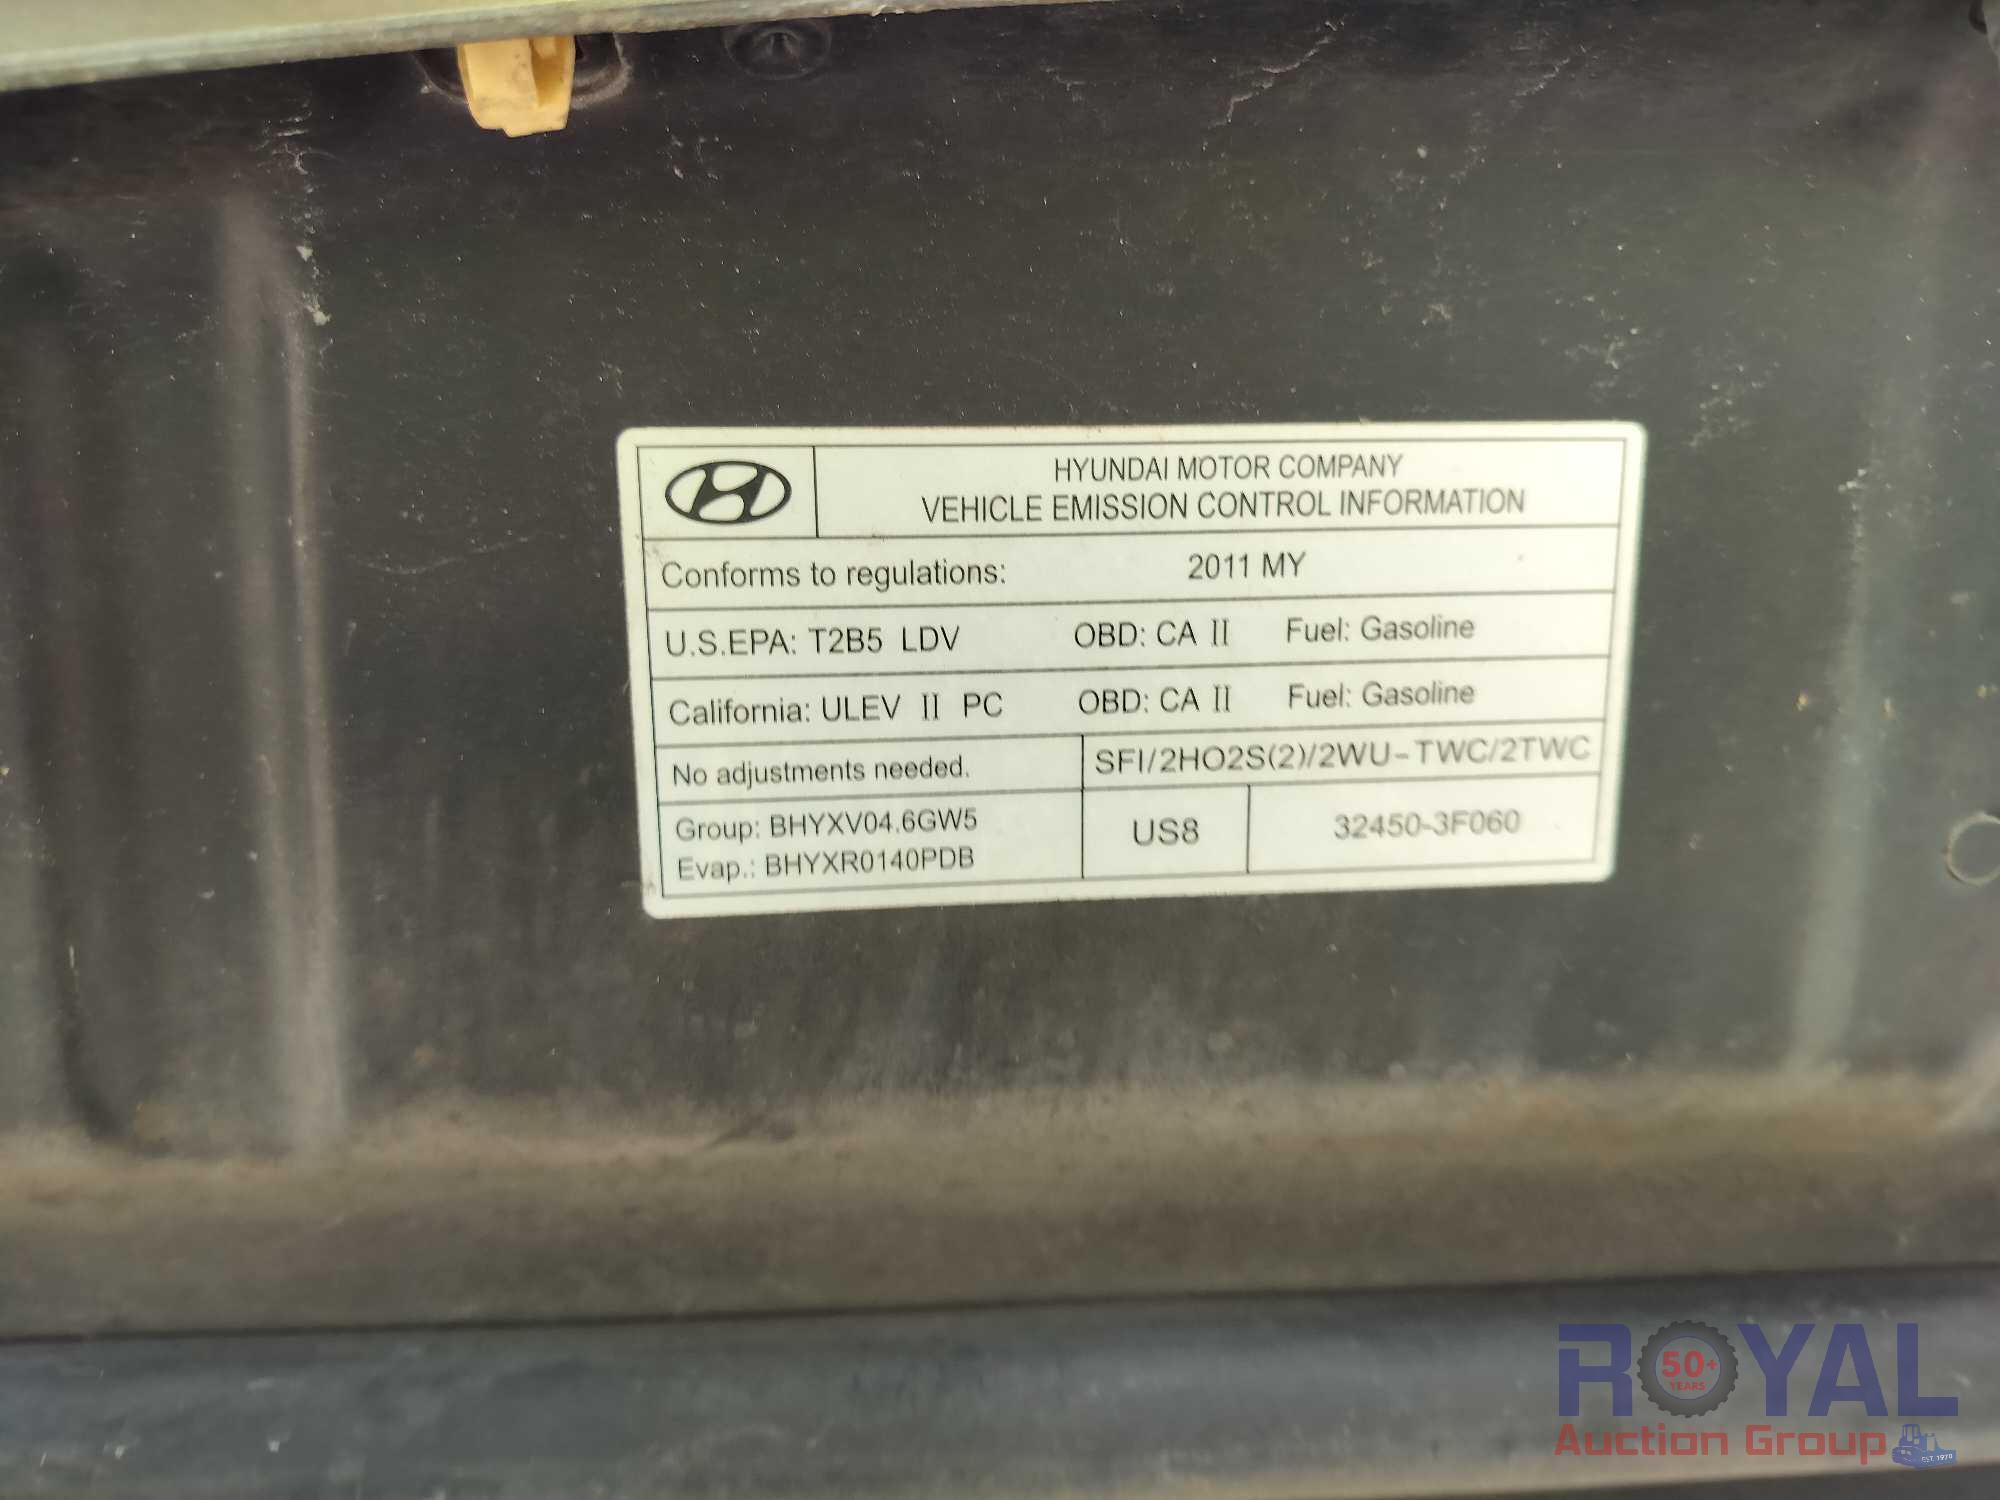 HYUNDAI MOTOR COMPANY
VEHICLE EMISSION CONTROL INFORMATION
Conforms to regulations: 2011 MY
U.S.EPA: T2B5 LDV OBD: CA II Fuel: Gasoline
California: ULEV II PC OBD: CA II Fuel: Gasoline
No adjustments needed. SFI/2HO2S(2)/2WU-TWC/2TWC
Group: BHYXV04.6GW5
Evap.: BHYXR0140PDB
US8 32450-3F060
ROYAL
50+
YEARS
Auction Group
EST. 1970